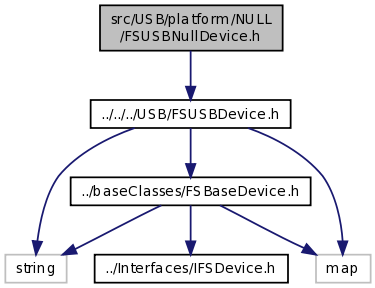 src/USB/platform/NULL
/FSUSBNullDevice.h
../../../USB/FSUSBDevice.h
../baseClasses/FSBaseDevice.h
string
../Interfaces/IFSDevice.h
map